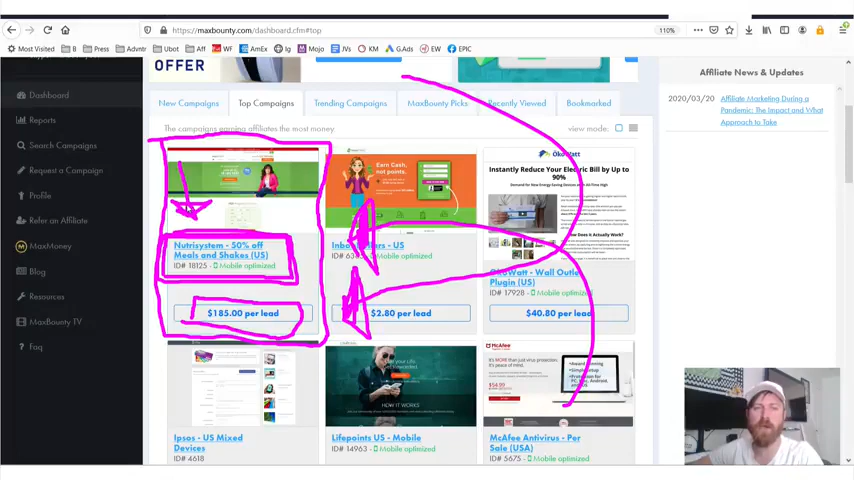 https://maxbounty.com/dashboard.cfm#top
110%
Most Visited B Press Advntr Ubot Aff WF AmEx Ig Mojo JVs KM G.Ads EW EPIC
OFFER
Affiliate News & Updates
2020/03/20
Affiliate Marketing During a
Pandemic: The Impact and What
Approach to Take
Dashboard
Reports
Search Campaigns
Request a Campaign
Profile
Refer an Affiliate
MaxMoney
Blog
Resources
MaxBounty TV
Faq
New Campaigns Top Campaigns Trending Campaigns MaxBounty Picks Recently Viewed Bookmarked
The campaigns earning affiliates the most money
view mode:
Nutrisystem - 50% off
Meals and Shakes (US)
ID# 18125 - Mobile optimized
$185.00 per lead
Earn Cash,
not points.
- US
Mobile optimized
$2.80 per lead
ÖkoWatt
Instantly Reduce Your Electric Bill by Up to
90%
Demand for New Energy-Saving Devices at All-Time High
How Does It Actually Work?
OkoWatt - Wall Outlet
Plugin (US)
ID# 17928 - Mobile optimized
$40.80 per lead
Ipsos - US Mixed
Devices
ID# 4618
HOW IT WORKS
Lifepoints US - Mobile
ID# 14963 - Mobile optimized
McAfee
McAfee Antivirus - Per
Sale (USA)
ID# 5675 - Mobile optimized